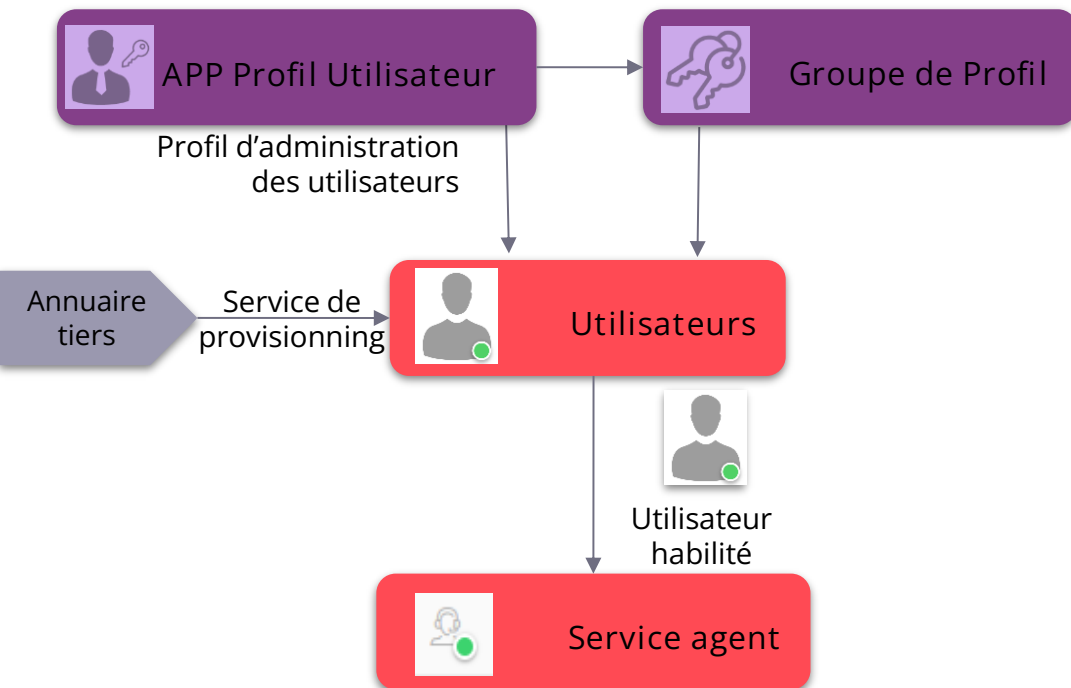 APP Profil Utilisateur
Groupe de Profil
Profil d’administration
des utilisateurs
Annuaire
tiers
Service de
provisionning
Utilisateurs
Utilisateur
habilité
Service agent